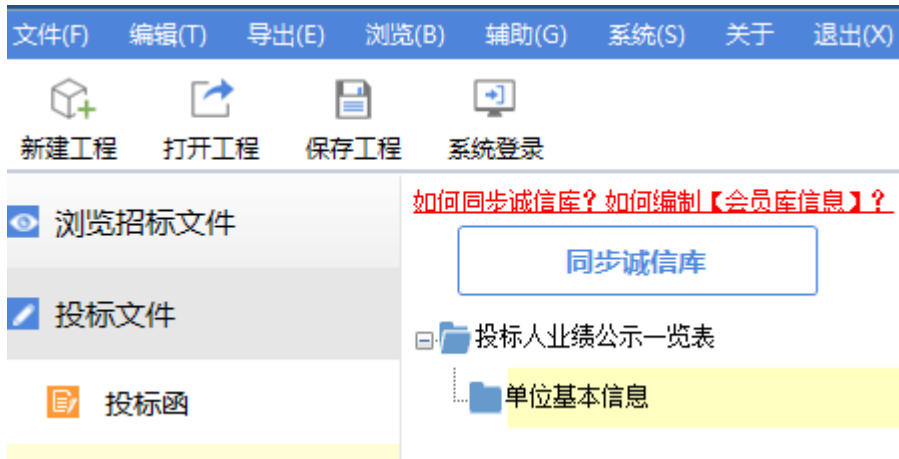 文件(F) 编辑(T) 导出(E) 浏览(B) 辅助(G) 系统(S) 关于 退出(X)
新建工程 打开工程 保存工程 系统登录
浏览招标文件
投标文件
投标函
如何同步诚信库？如何编制【会员库信息】？
同步诚信库
投标人业绩公示一览表
单位基本信息